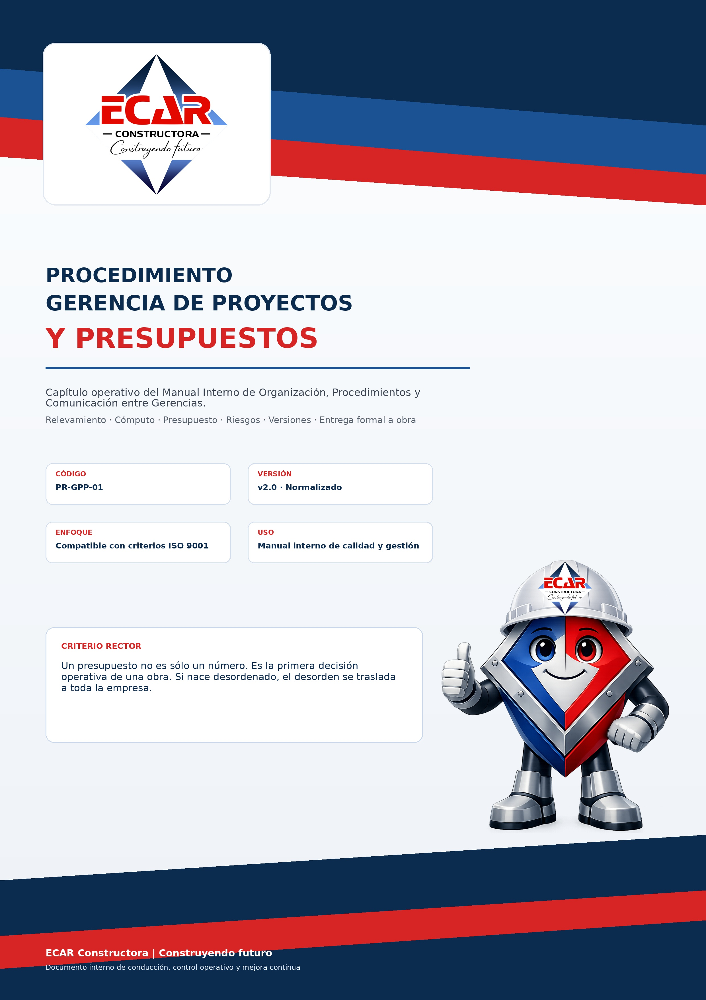 ECAR
— CONSTRUCTORA —
Construyendo futuro
PROCEDIMIENTO
GERENCIA DE PROYECTOS
Y PRESUPUESTOS
Capítulo operativo del Manual Interno de Organización, Procedimientos y
Comunicación entre Gerencias.
Relevamiento · Cómputo · Presupuesto · Riesgos · Versiones · Entrega formal a obra
CÓDIGO
PR-GPP-01
VERSIÓN
v2.0 · Normalizado
ENFOQUE
Compatible con criterios ISO 9001
USO
Manual interno de calidad y gestión
ECAR
— CONSTRUCTORA —
Construyendo futuro
CRITERIO RECTOR
Un presupuesto no es sólo un número. Es la primera decisión
operativa de una obra. Si nace desordenado, el desorden se traslada
a toda la empresa.
ECAR Constructora | Construyendo futuro
Documento interno de conducción, control operativo y mejora continua